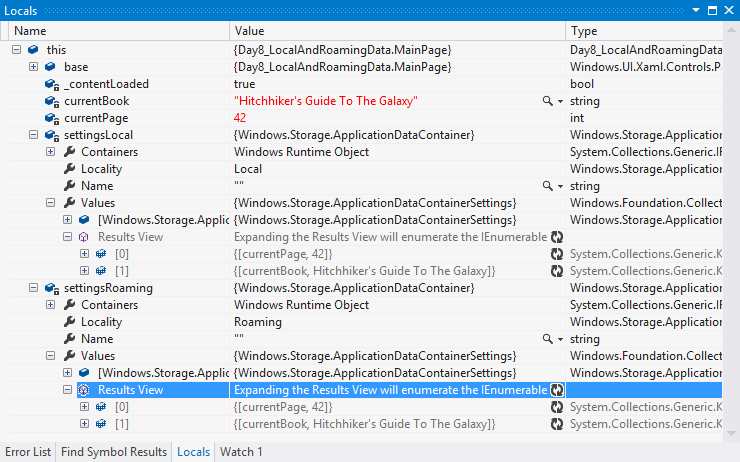 Locals
Name Value Type
this {Day8_LocalAndRoamingData.MainPage} Day8_LocalAndRoamingData
base {Day8_LocalAndRoamingData.MainPage} Windows.UI.Xaml.Controls.P
_contentLoaded true bool
currentBook "Hitchhiker's Guide To The Galaxy" string
currentPage 42 int
settingsLocal {Windows.Storage.ApplicationDataContainer} Windows.Storage.Application
Containers Windows Runtime Object System.Collections.Generic.IR
Locality Local Windows.Storage.Application
Name "" string
Values {Windows.Storage.ApplicationDataContainerSettings} Windows.Foundation.Collect
[Windows.Storage.Applic {Windows.Storage.ApplicationDataContainerSettings} Windows.Storage.Application
Results View Expanding the Results View will enumerate the IEnumerable
[0] {[currentPage, 42]} System.Collections.Generic.K
[1] {[currentBook, Hitchhiker's Guide To The Galaxy]} System.Collections.Generic.K
settingsRoaming {Windows.Storage.ApplicationDataContainer} Windows.Storage.Application
Containers Windows Runtime Object System.Collections.Generic.IR
Locality Roaming Windows.Storage.Application
Name "" string
Values {Windows.Storage.ApplicationDataContainerSettings} Windows.Foundation.Collect
[Windows.Storage.Applic {Windows.Storage.ApplicationDataContainerSettings} Windows.Storage.Application
Results View Expanding the Results View will enumerate the IEnumerable
[0] {[currentPage, 42]} System.Collections.Generic.K
[1] {[currentBook, Hitchhiker's Guide To The Galaxy]} System.Collections.Generic.K
Error List Find Symbol Results Locals Watch 1